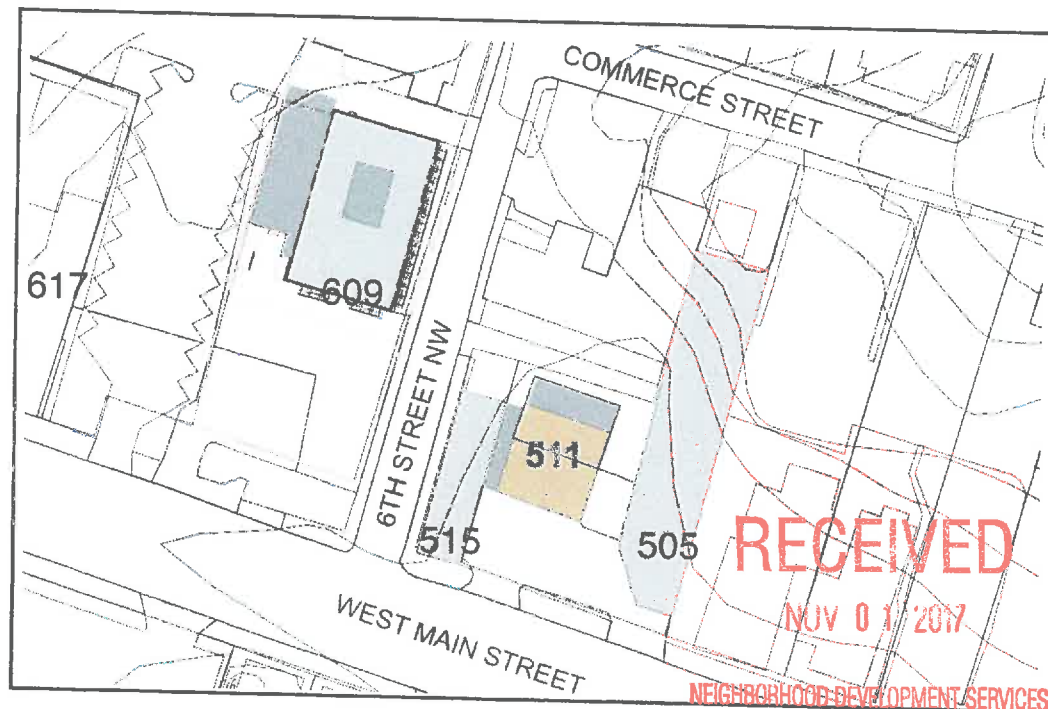 COMMERCE STREET
617
609
6TH STREET NW
511
515
505
RECEIVED
NOV 01 2017
WEST MAIN STREET
NEIGHBORHOOD DEVELOPMENT SERVICES